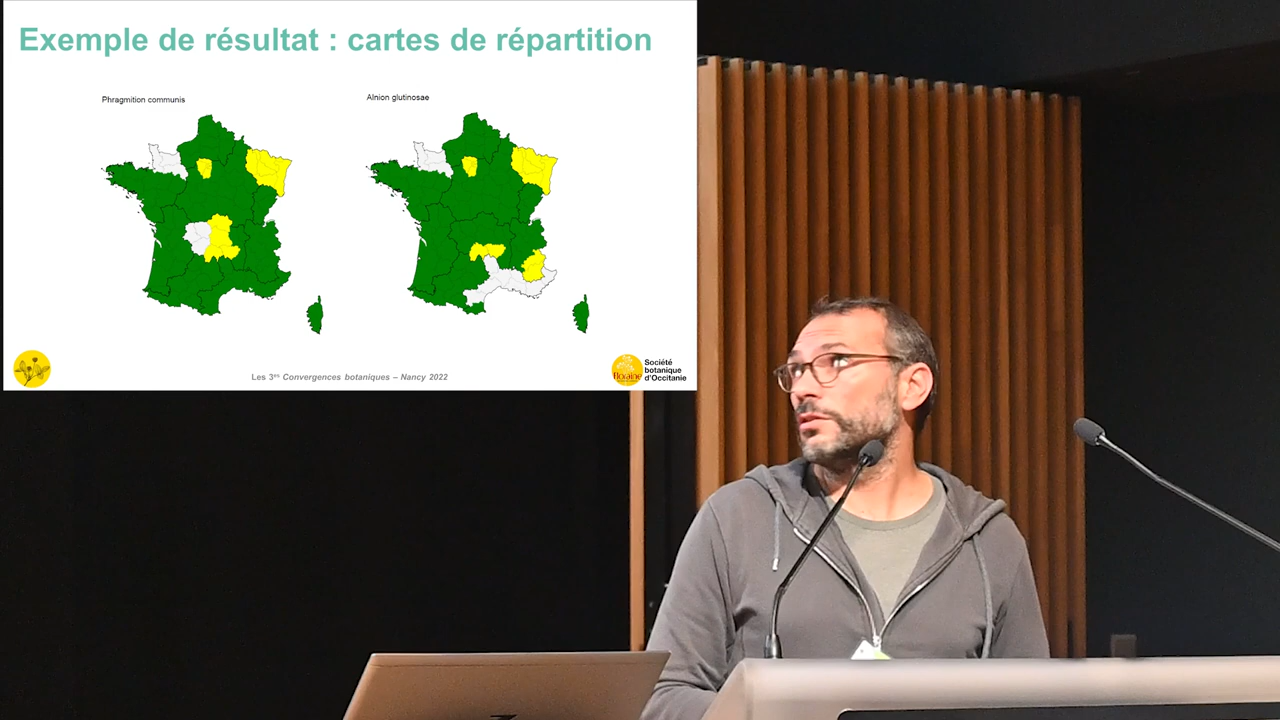 Exemple de résultat : cartes de répartition
Phragmition communis
Alnion glutinosae
Les 3es Convergences botaniques – Nancy 2022
floraine
Société
botanique
d'Occitanie